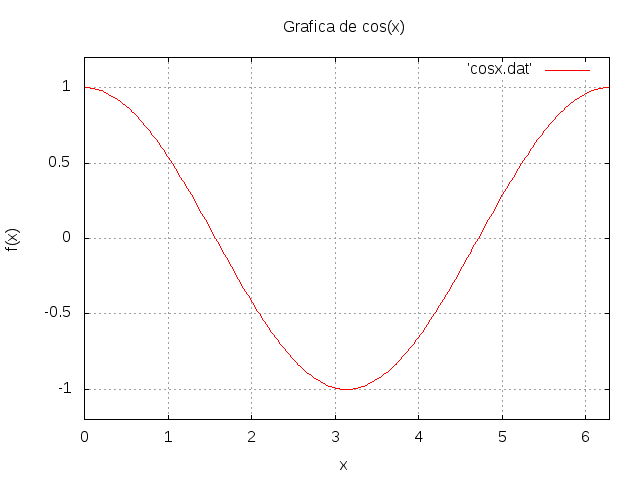 Grafica de cos(x)
'cosx.dat'
1
0.5
0
-0.5
-1
f(x)
0 1 2 3 4 5 6
x